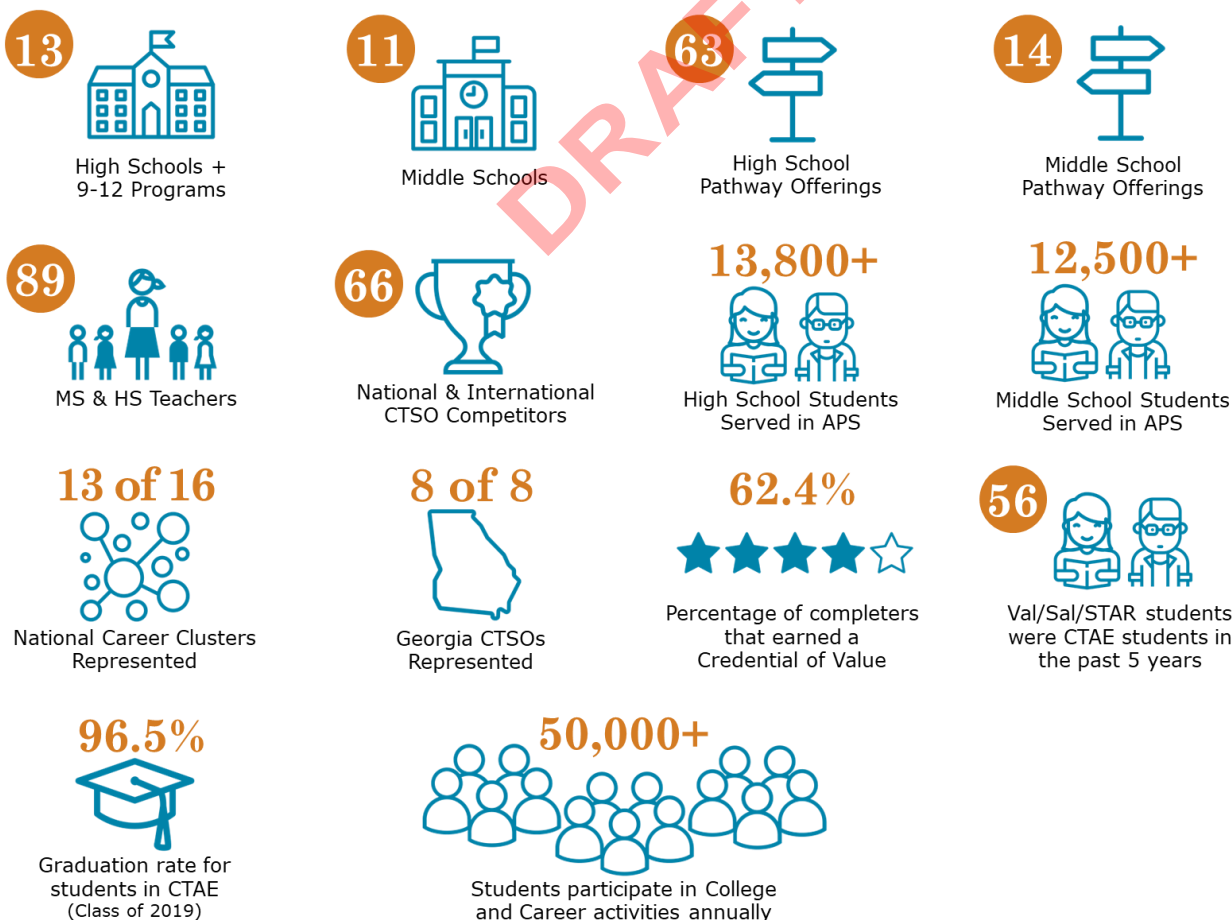 13
High Schools +
9-12 Programs
11
Middle Schools
63
High School
Pathway Offerings
14
Middle School
Pathway Offerings
DRAFT
89
MS & HS Teachers
66
National & International
CTSO Competitors
13,800+
High School Students
Served in APS
12,500+
Middle School Students
Served in APS
13 of 16
National Career Clusters
Represented
8 of 8
Georgia CTSOs
Represented
62.4%
Percentage of completers
that earned a
Credential of Value
56
Val/Sal/STAR students
were CTAE students in
the past 5 years
96.5%
Graduation rate for
students in CTAE
(Class of 2019)
50,000+
Students participate in College
and Career activities annually